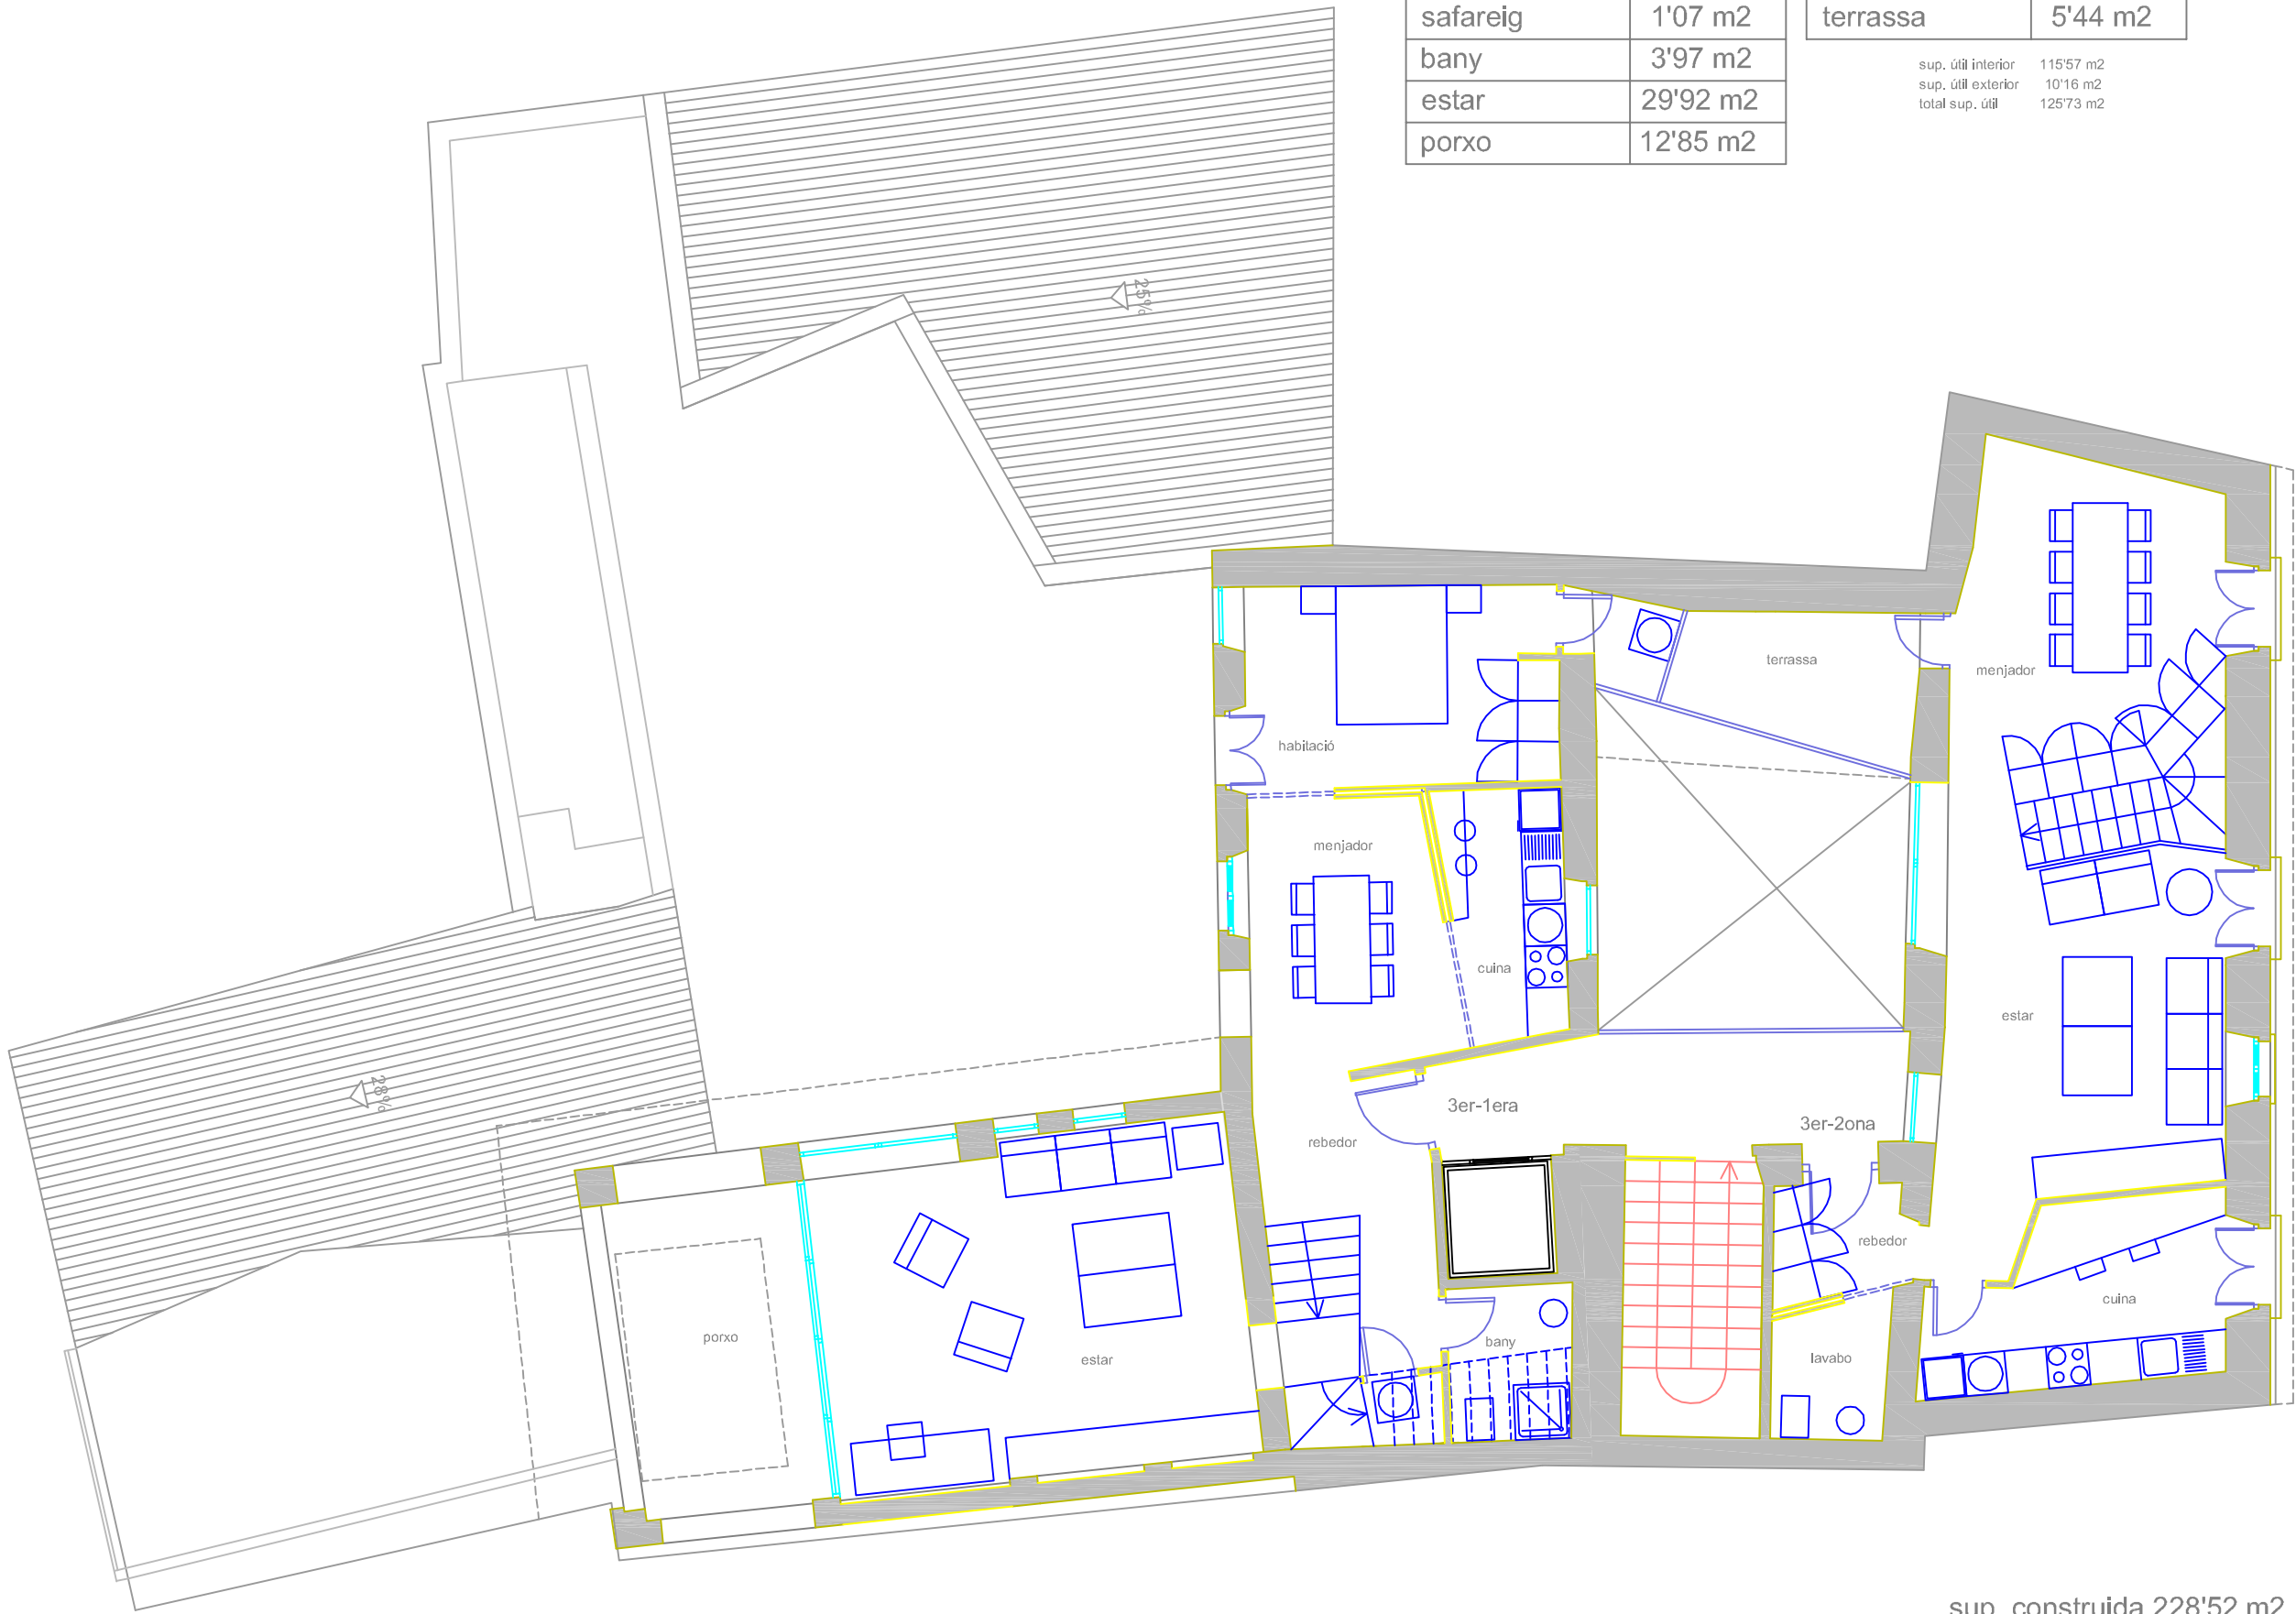 safareig 1'07 m2
bany 3'97 m2
estar 29'92 m2
porxo 12'85 m2
terrassa 5'44 m2
sup. útil interior 115'57 m2
sup. útil exterior 10'16 m2
total sup. útil 125'73 m2
25%
terrassa
menjador
habitació
menjador
cuina
estar
28%
3er-1era
3er-2ona
rebedor
rebedor
cuina
porxo
bany
estar
lavabo
sup. construida 228'52 m2